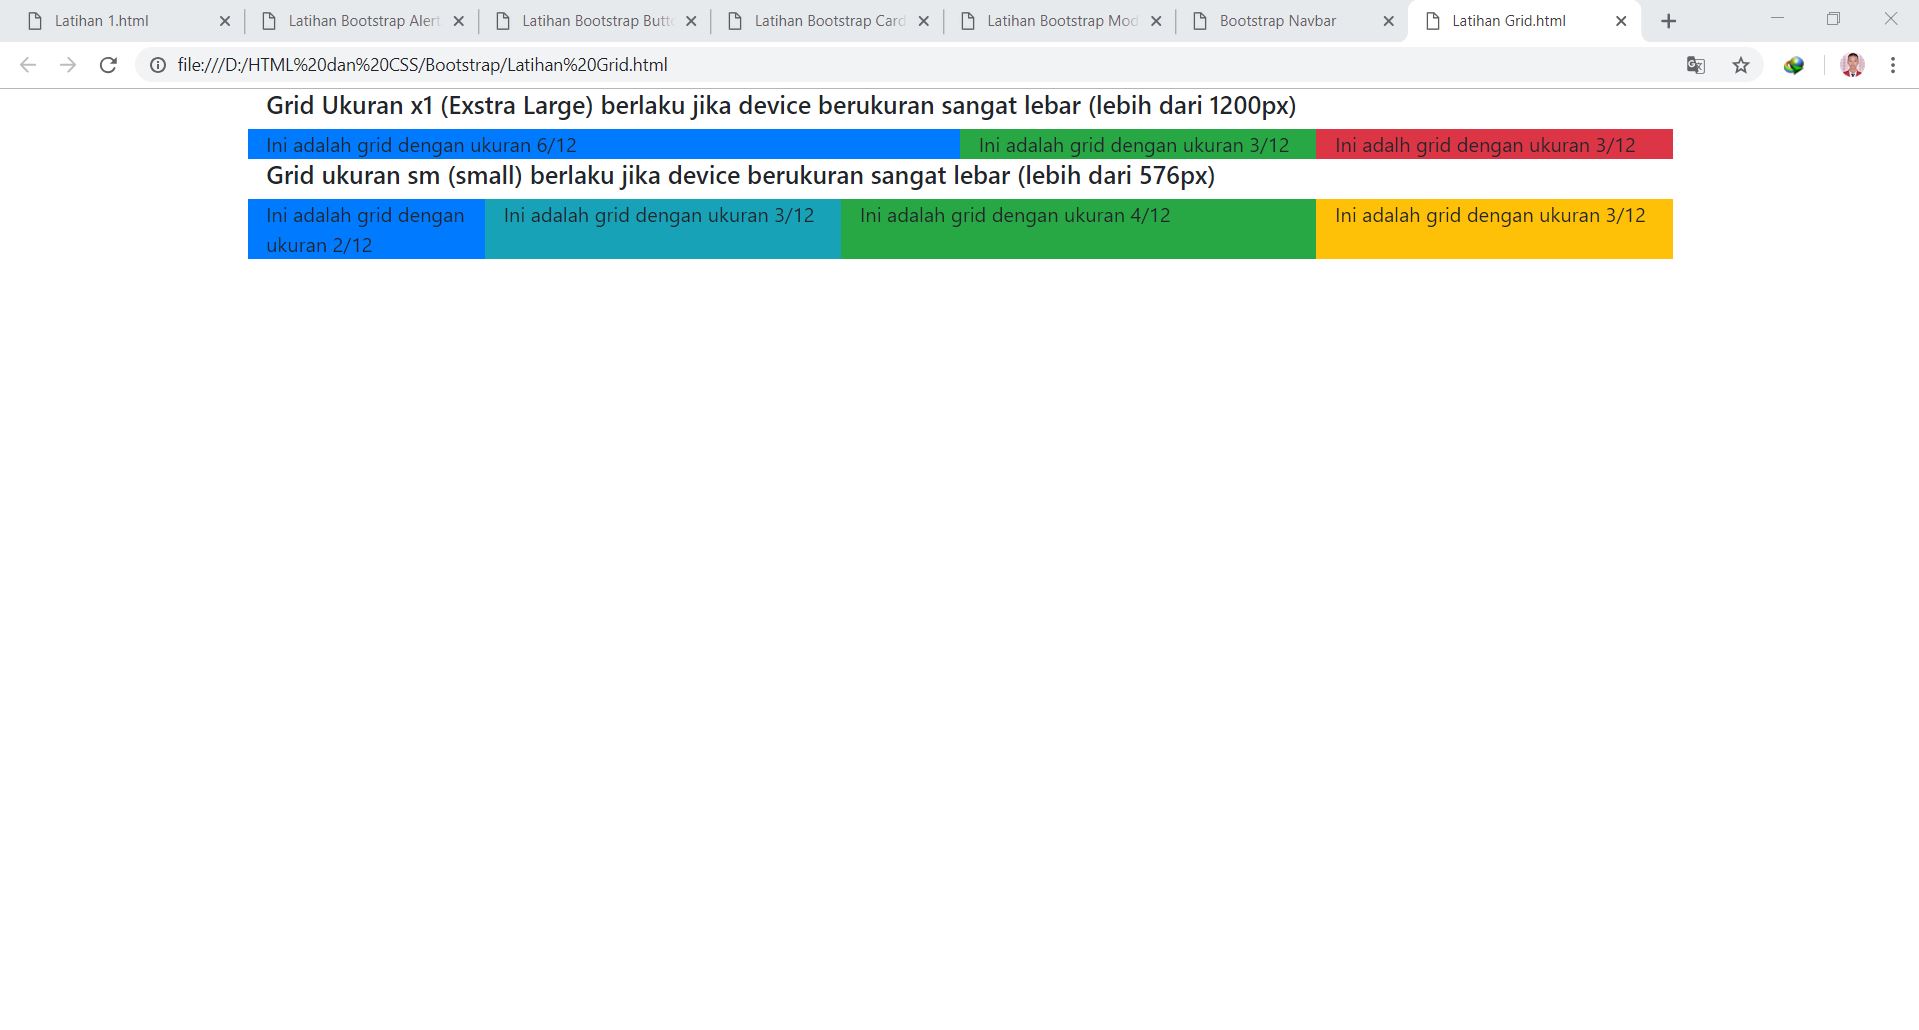 Latihan 1.html
Latihan Bootstrap Alert
Latihan Bootstrap Butto
Latihan Bootstrap Card
Latihan Bootstrap Mod
Bootstrap Navbar
Latihan Grid.html
file:///D:/HTML%20dan%20CSS/Bootstrap/Latihan%20Grid.html
Grid Ukuran x1 (Exstra Large) berlaku jika device berukuran sangat lebar (lebih dari 1200px)
Ini adalah grid dengan ukuran 6/12
Ini adalah grid dengan ukuran 3/12
Ini adalh grid dengan ukuran 3/12
Grid ukuran sm (small) berlaku jika device berukuran sangat lebar (lebih dari 576px)
Ini adalah grid dengan
ukuran 2/12
Ini adalah grid dengan ukuran 3/12
Ini adalah grid dengan ukuran 4/12
Ini adalah grid dengan ukuran 3/12